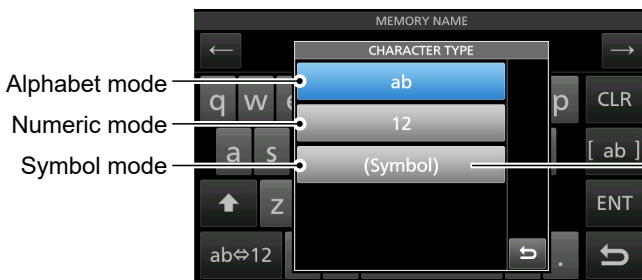 MEMORY NAME
← →
CHARACTER TYPE
Alphabet mode ab
q w e p CLR
Numeric mode 12
a s [ ab ]
Symbol mode (Symbol)
z ENT
ab⇔12 .